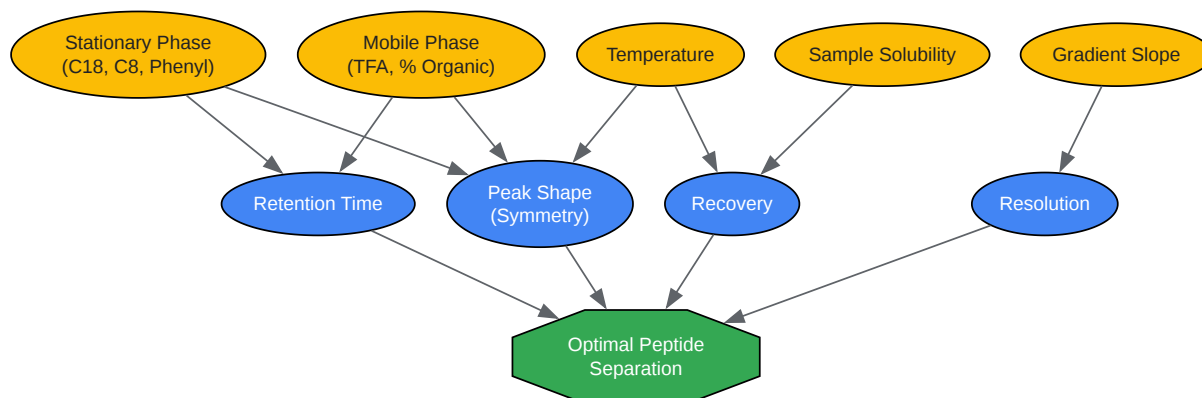 Stationary Phase
(C18, C8, Phenyl)
Mobile Phase
(TFA, % Organic)
Temperature
Sample Solubility
Gradient Slope
Retention Time
Peak Shape
(Symmetry)
Recovery
Resolution
Optimal Peptide
Separation